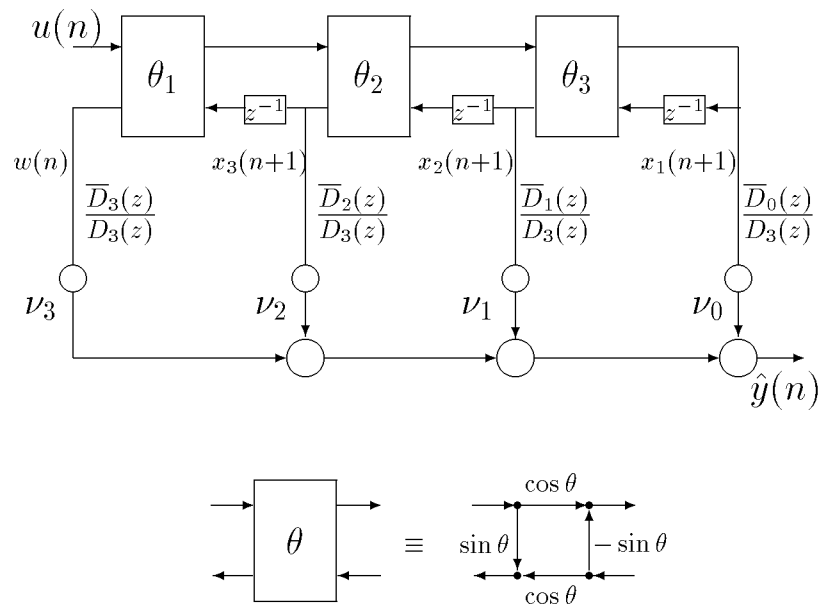 u(n)
θ₁ θ₂ θ₃
z⁻¹ z⁻¹ z⁻¹
w(n) x₃(n+1) x₂(n+1) x₁(n+1)
D̅₃(z) D̅₂(z) D̅₁(z) D̅₀(z)
D₃(z) D₃(z) D₃(z) D₃(z)
ν₃ ν₂ ν₁ ν₀
ŷ(n)
cos θ
θ ≡ sin θ − sin θ
cos θ